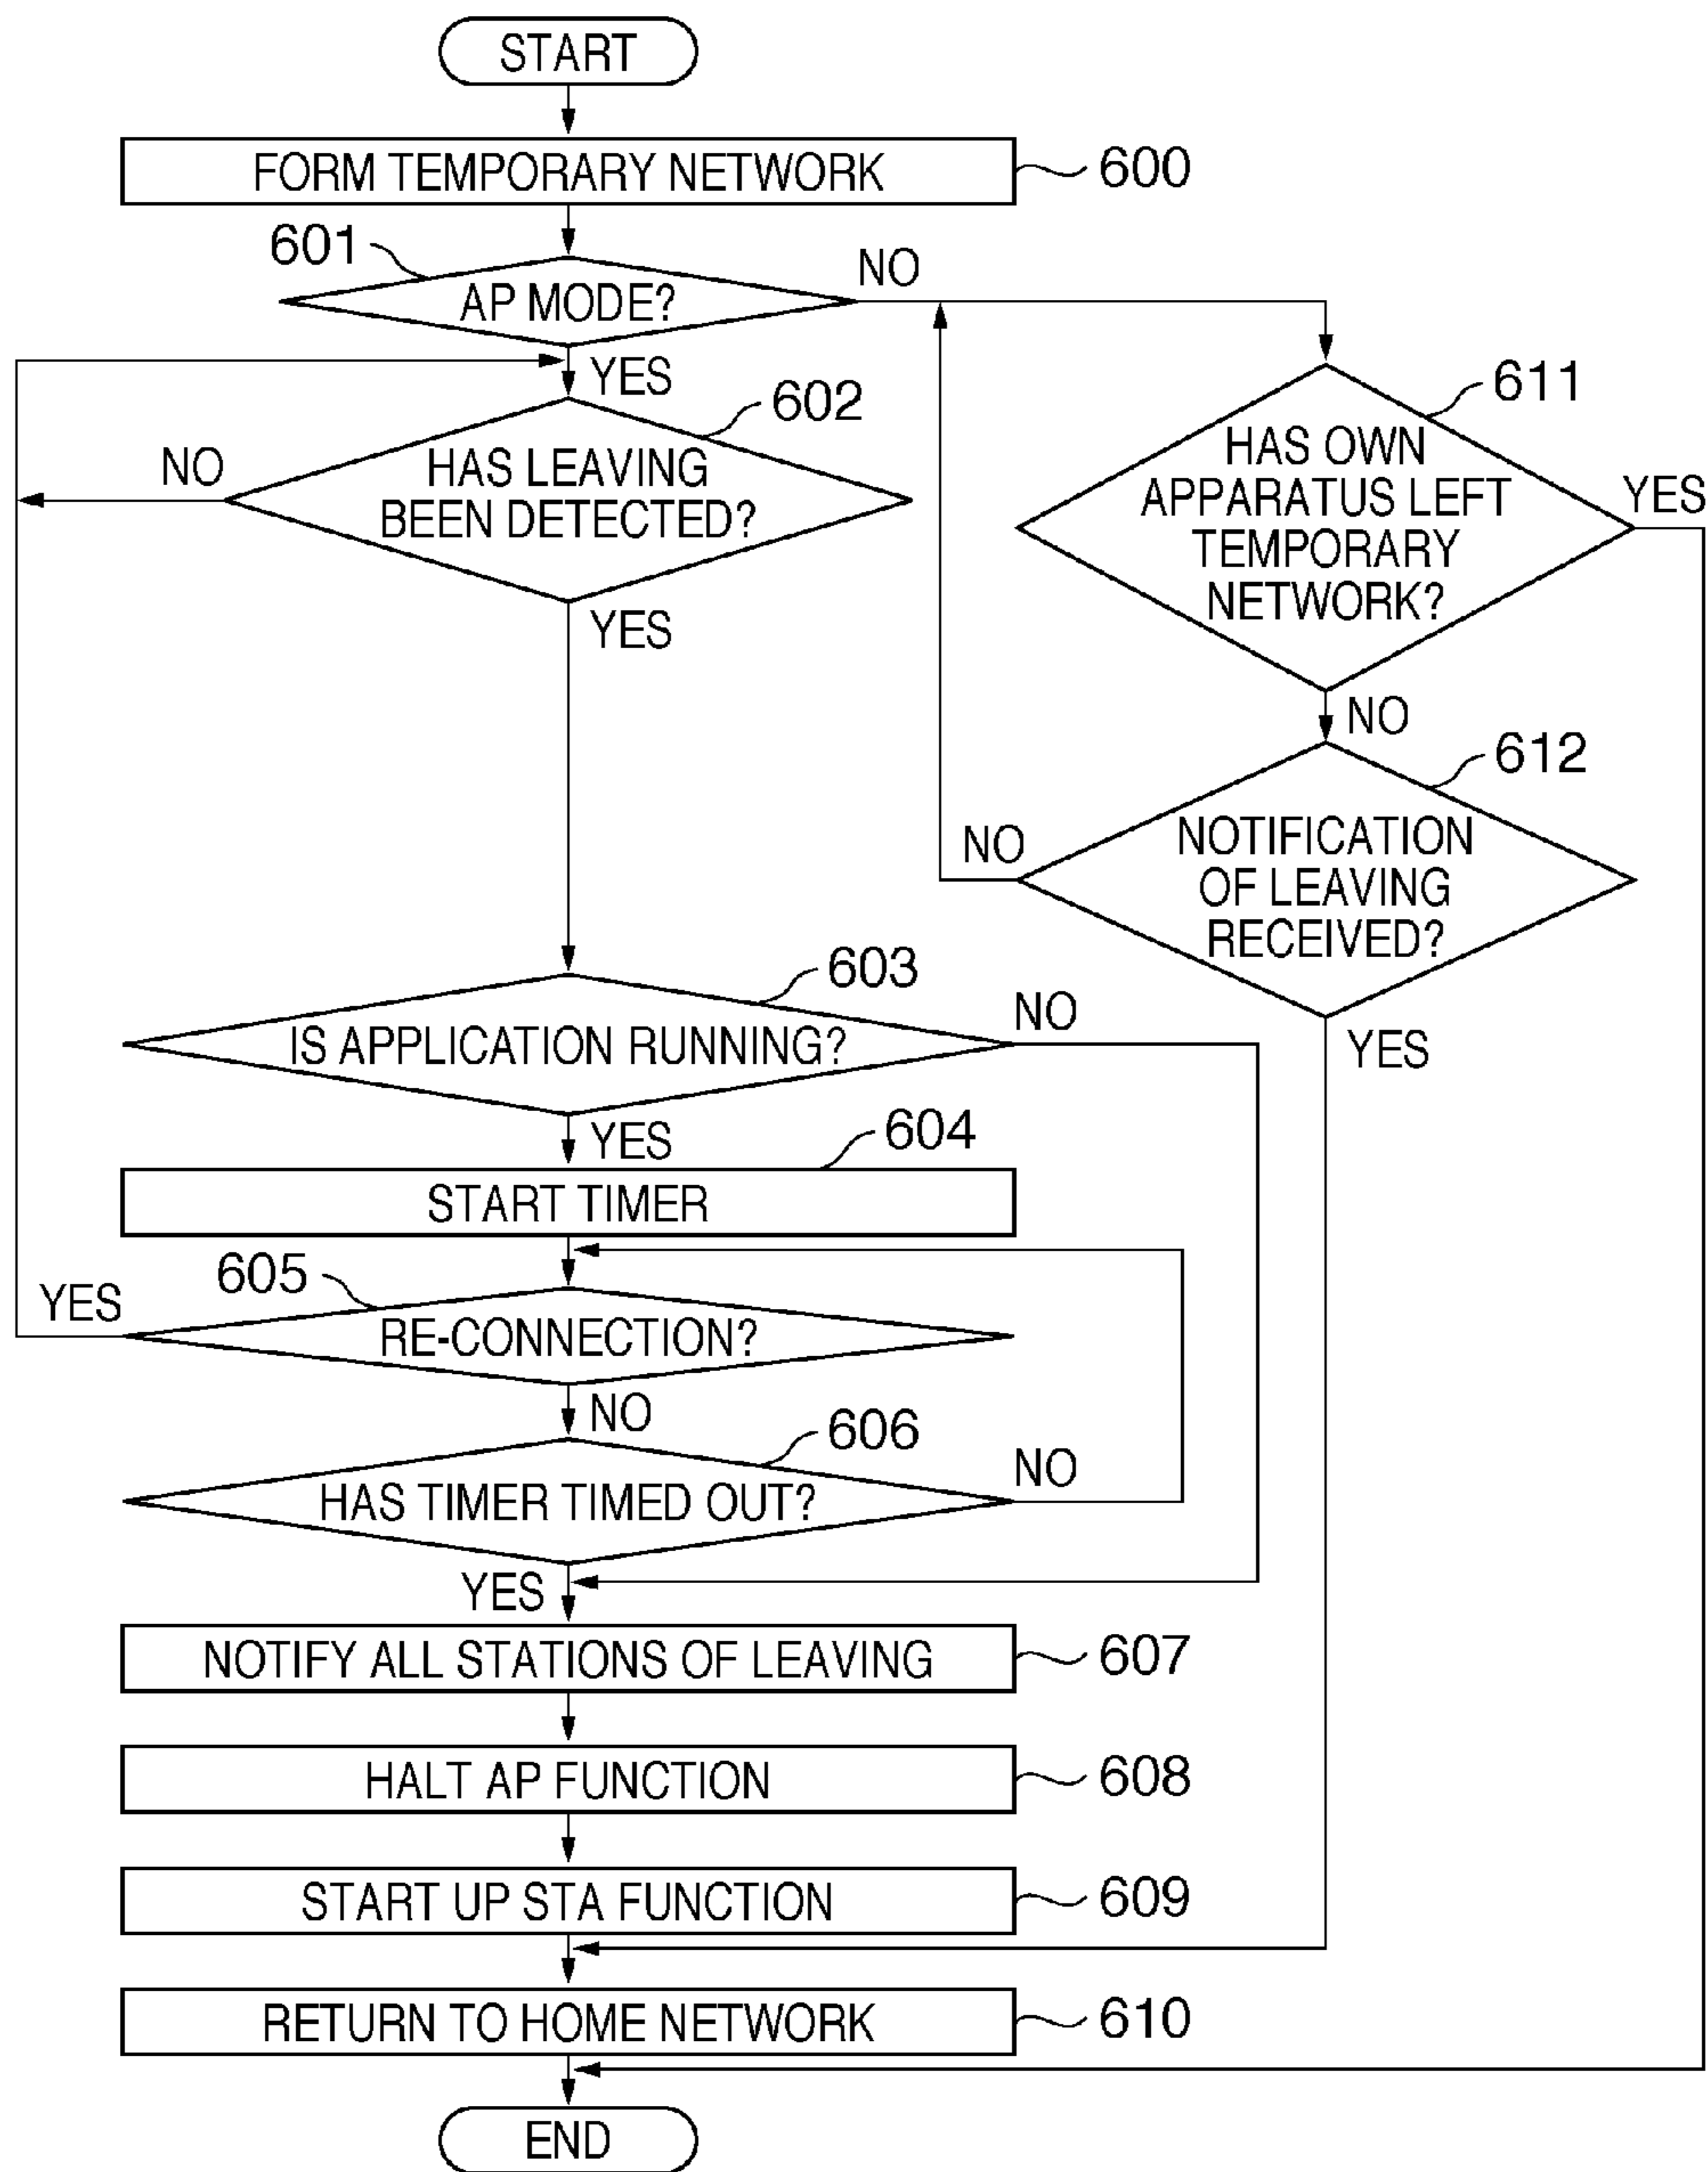 START
FORM TEMPORARY NETWORK
600
601
AP MODE?
NO
YES
602
HAS LEAVING
BEEN DETECTED?
NO
YES
611
HAS OWN
APPARATUS LEFT
TEMPORARY
NETWORK?
YES
NO
612
NOTIFICATION
OF LEAVING
RECEIVED?
NO
YES
603
IS APPLICATION RUNNING?
NO
YES
604
START TIMER
605
RE-CONNECTION?
YES
NO
606
HAS TIMER TIMED OUT?
NO
YES
NOTIFY ALL STATIONS OF LEAVING
607
HALT AP FUNCTION
608
START UP STA FUNCTION
609
RETURN TO HOME NETWORK
610
END